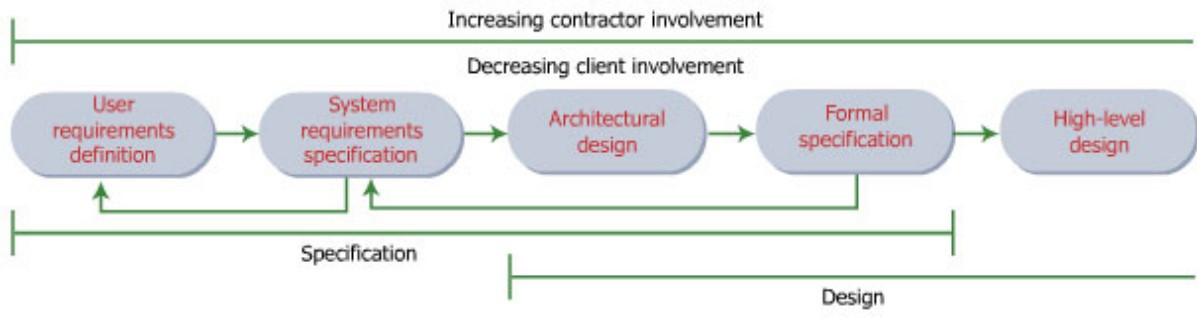 Increasing contractor involvement
Decreasing client involvement
User
requirements
definition
System
requirements
specification
Architectural
design
Formal
specification
High-level
design
Specification
Design